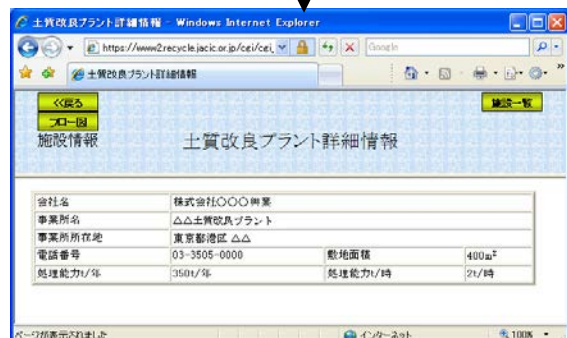 土質改良プラント詳細情報 - Windows Internet Explorer
https://www2.recycle.jacic.or.jp/cei/cei_
Google
土質改良プラント詳細情報
<<戻る
施設一覧
フロー図
施設情報
土質改良プラント詳細情報
会社名 株式会社〇〇〇興業
事業所名 △△土質改良プラント
事業所所在地 東京都港区 △△
電話番号 03-3505-0000 敷地面積 400m²
処理能力t/年 350t/年 処理能力t/時 2t/時
ページが表示されました インターネット 100%